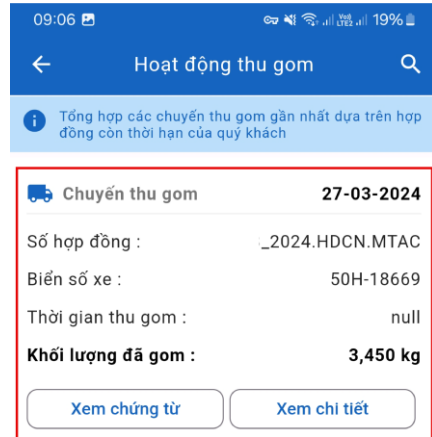 09:06 19%
Hoạt động thu gom
Tổng hợp các chuyến thu gom gần nhất dựa trên hợp
đồng còn thời hạn của quý khách
Chuyến thu gom 27-03-2024
Số hợp đồng : _2024.HDCN.MTAC
Biển số xe : 50H-18669
Thời gian thu gom : null
Khối lượng đã gom : 3,450 kg
Xem chứng từ Xem chi tiết